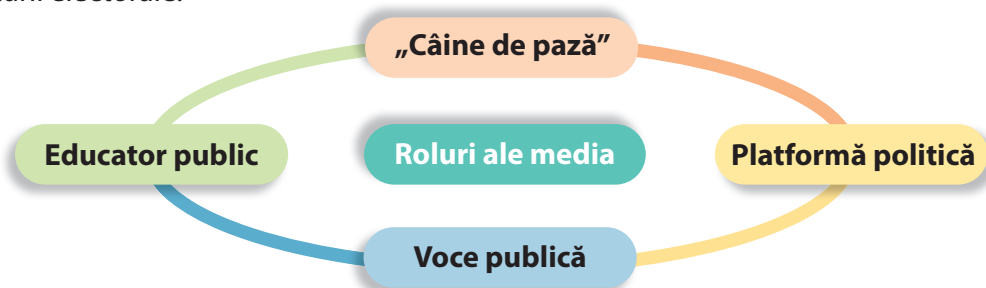 „Câine de pază”
Educator public
Roluri ale media
Platformă politică
Voce publică